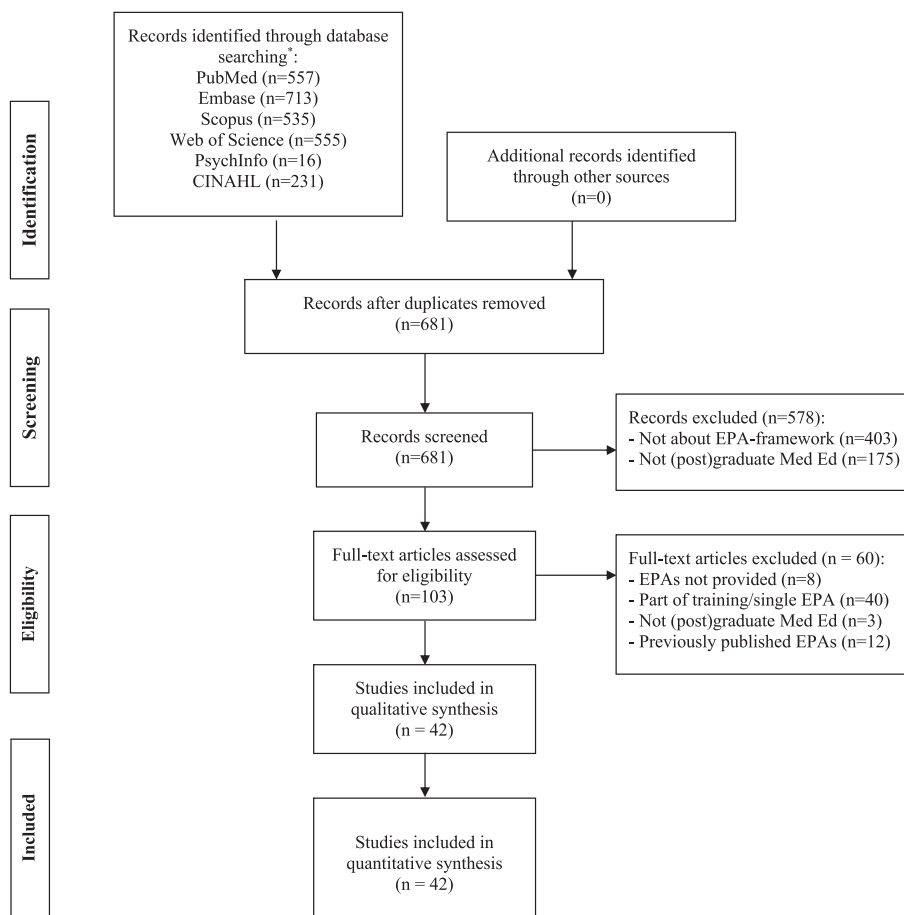 Records identified through database
searching*:
PubMed (n=557)
Embase (n=713)
Scopus (n=535)
Web of Science (n=555)
PsychInfo (n=16)
CINAHL (n=231)
Additional records identified
through other sources
(n=0)
Identification
Records after duplicates removed
(n=681)
Screening
Records screened
(n=681)
Records excluded (n=578):
- Not about EPA-framework (n=403)
- Not (post)graduate Med Ed (n=175)
Full-text articles assessed
for eligibility
(n=103)
Full-text articles excluded (n = 60):
- EPAs not provided (n=8)
- Part of training/single EPA (n=40)
- Not (post)graduate Med Ed (n=3)
- Previously published EPAs (n=12)
Eligibility
Studies included in
qualitative synthesis
(n = 42)
Included
Studies included in
quantitative synthesis
(n = 42)